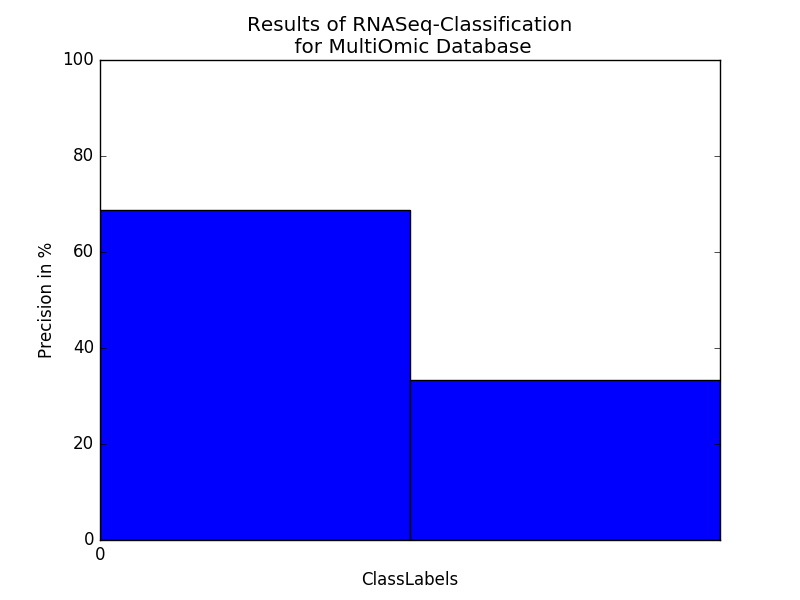 Results of RNASeq-Classification
for MultiOmic Database
100
80
60
40
20
0
0
Precision in %
ClassLabels